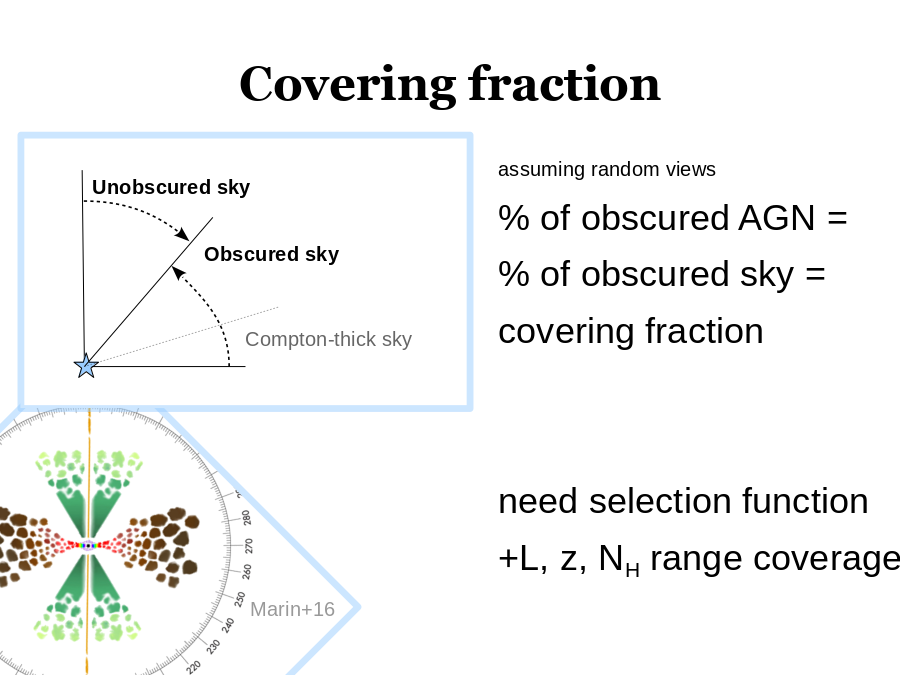 Covering fraction
Unobscured sky
Obscured sky
Compton-thick sky
assuming random views
% of obscured AGN =
% of obscured sky =
covering fraction
need selection function
+L, z, NH range coverage
280
270
260
250
240
230
220
Marin+16